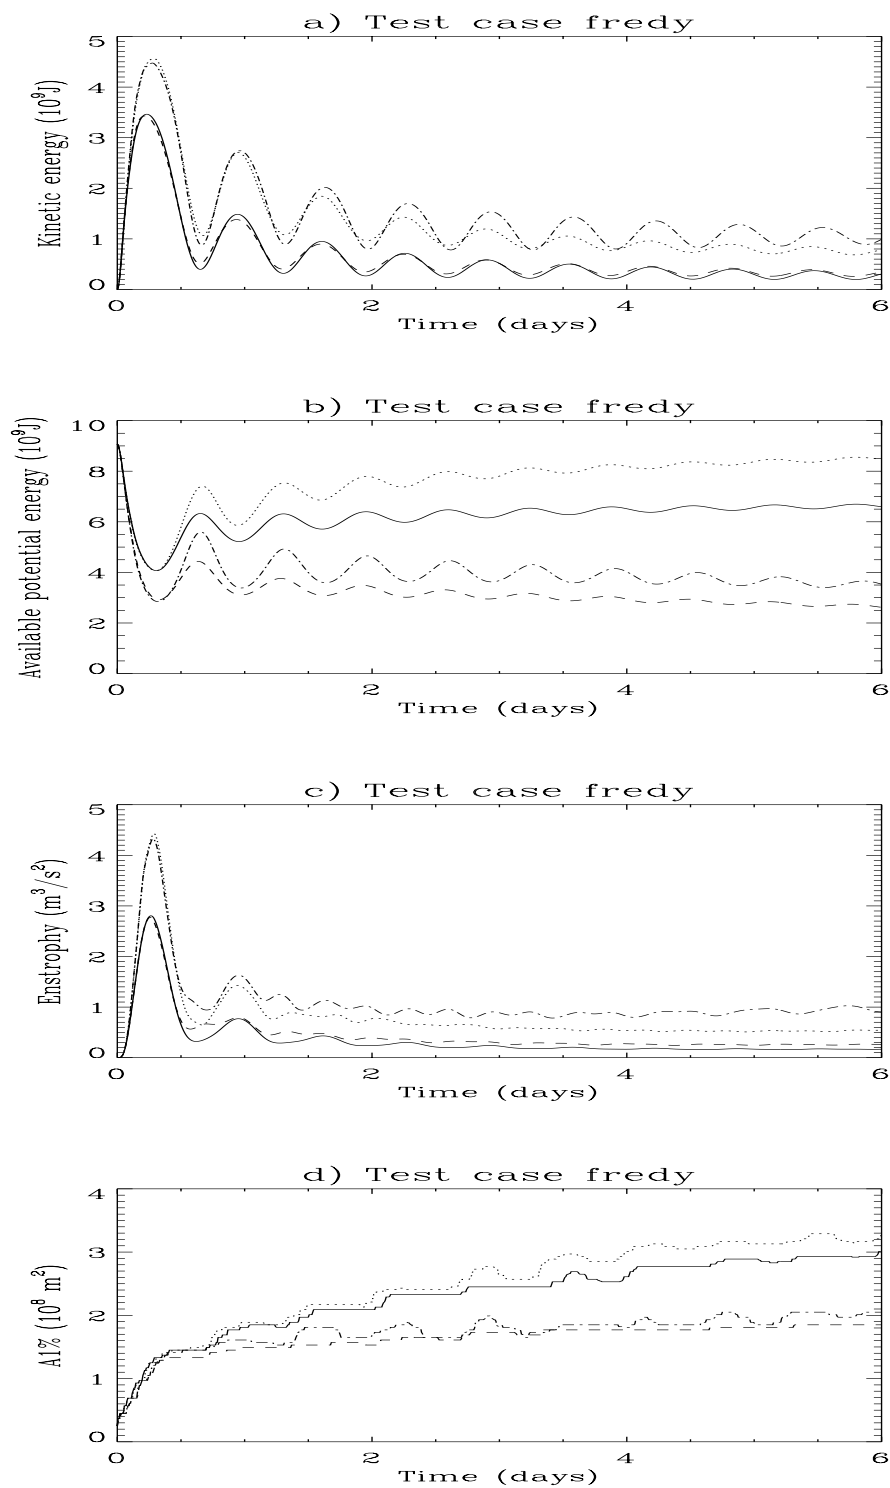 a) Test case fredy
Kinetic energy (10⁹J)
5
4
3
2
1
0
0 2 4 6
Time (days)
b) Test case fredy
Available potential energy (10⁹J)
10
8
6
4
2
0
0 2 4 6
Time (days)
c) Test case fredy
Enstrophy (m³/s²)
5
4
3
2
1
0
0 2 4 6
Time (days)
d) Test case fredy
A1% (10⁸ m²)
4
3
2
1
0
0 2 4 6
Time (days)